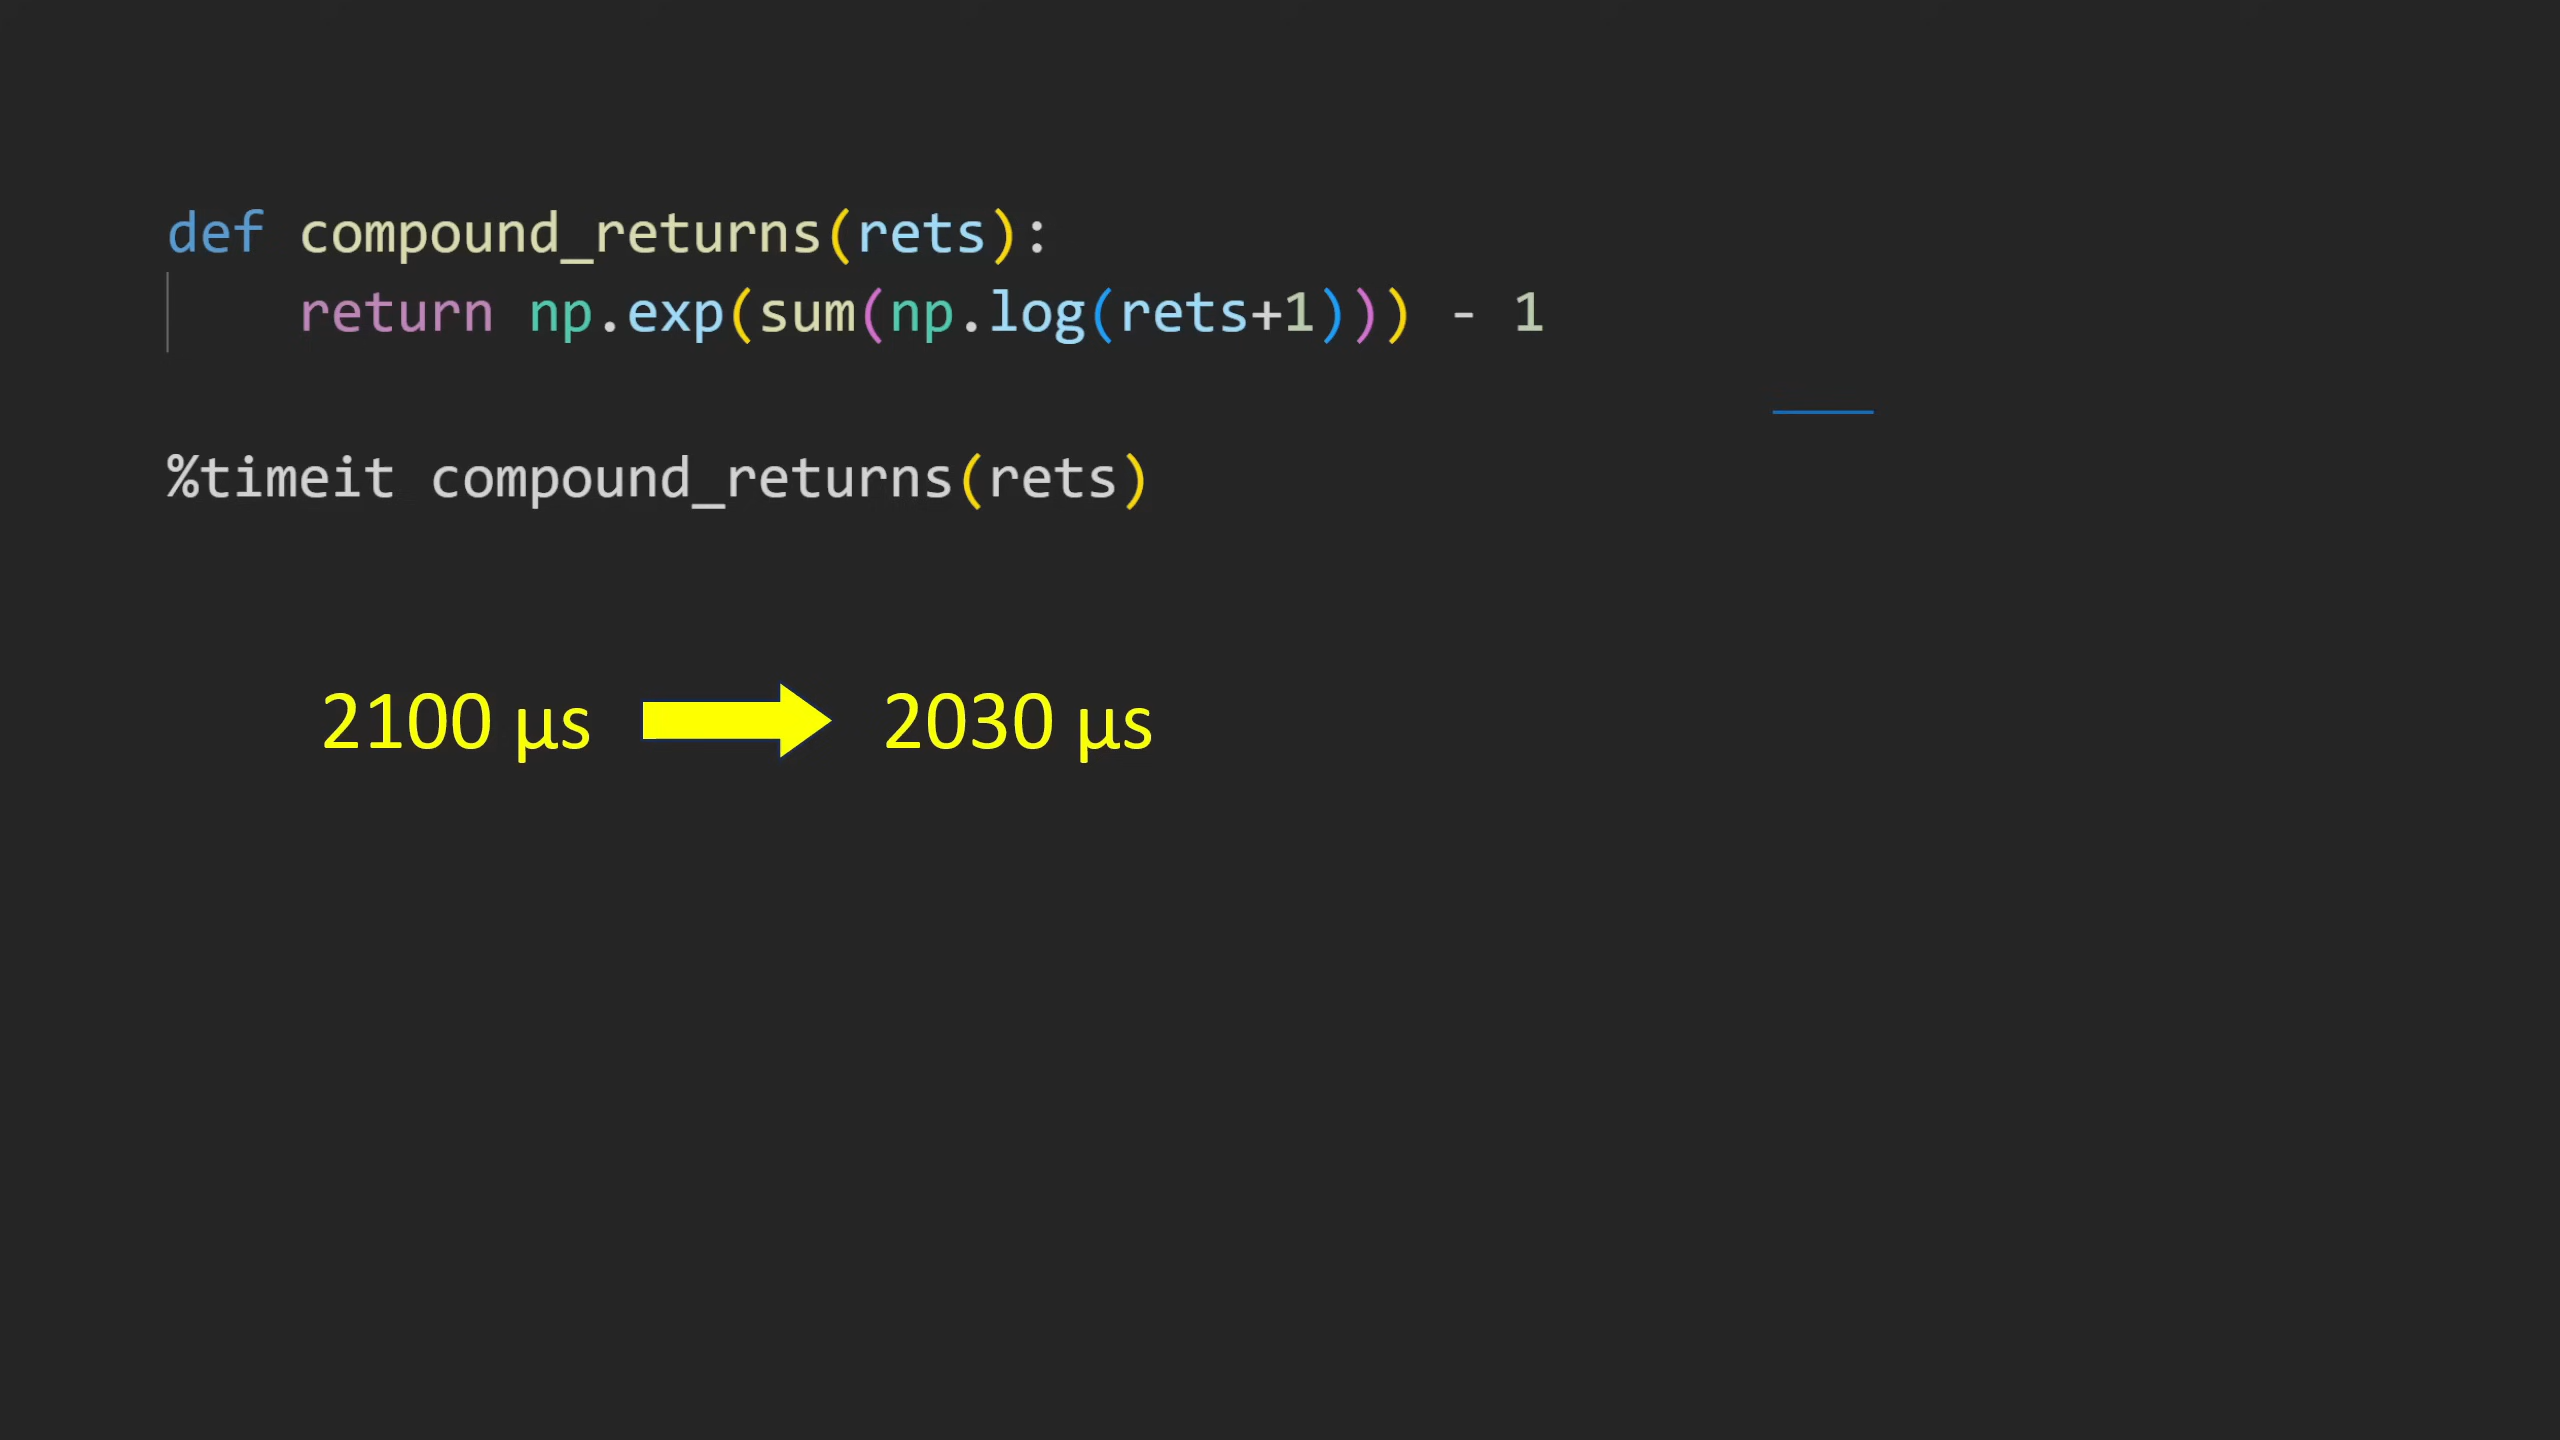 def compound_returns(rets):
    return np.exp(sum(np.log(rets+1))) - 1
%timeit compound_returns(rets)
2100 µs 2030 µs